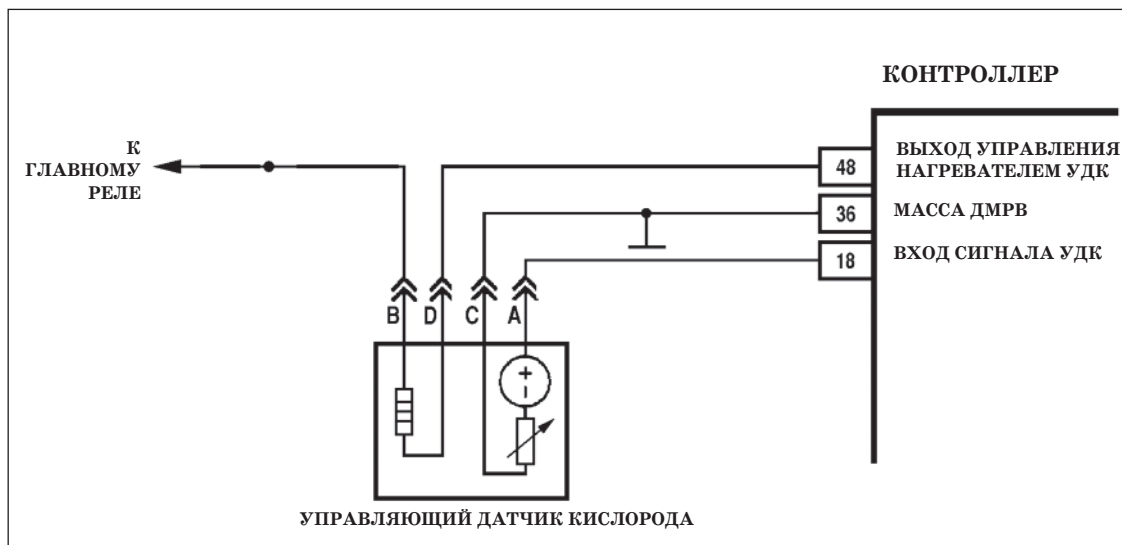 КОНТРОЛЛЕР
К
ГЛАВНОМУ
РЕЛЕ
48
ВЫХОД УПРАВЛЕНИЯ
НАГРЕВАТЕЛЕМ УДК
36
МАССА ДМРВ
18
ВХОД СИГНАЛА УДК
B D C A
+
-
УПРАВЛЯЮЩИЙ ДАТЧИК КИСЛОРОДА